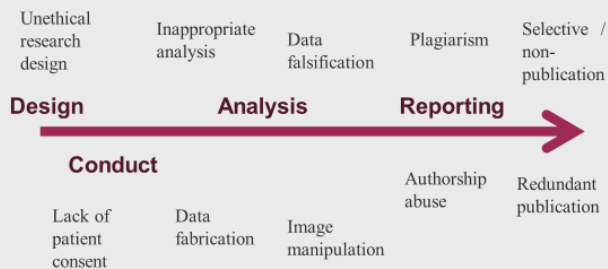 Unethical
research
design
Inappropriate
analysis
Data
falsification
Plagiarism
Selective /
non-
publication
Design
Analysis
Reporting
Conduct
Lack of
patient
consent
Data
fabrication
Image
manipulation
Authorship
abuse
Redundant
publication